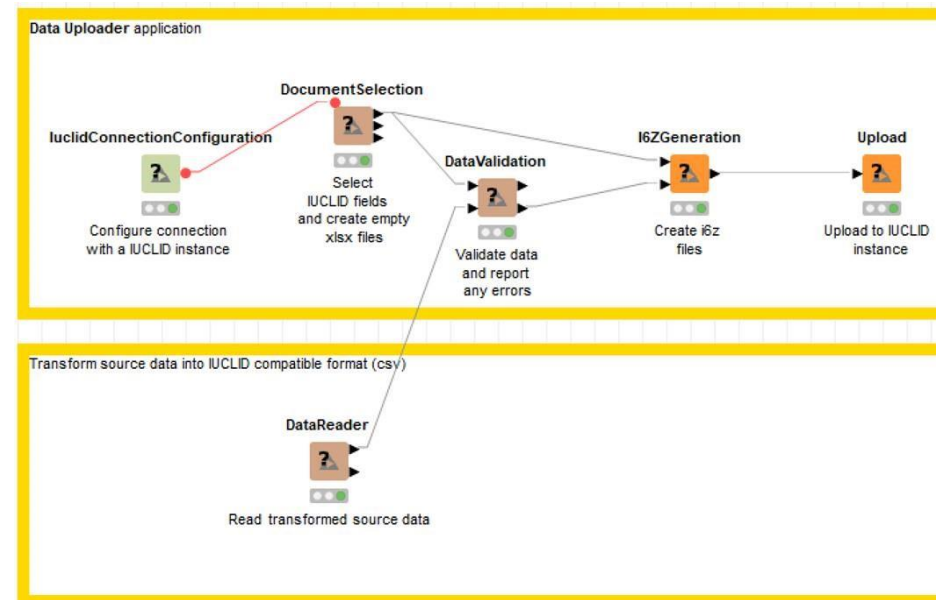 Data Uploader application
DocumentSelection
IuclidConnectionConfiguration
I6ZGeneration
Upload
DataValidation
Select
IUCLID fields
and create empty
xlsx files
Configure connection
with a IUCLID instance
Create i6z
files
Upload to IUCLID
instance
Validate data
and report
any errors
Transform source data into IUCLID compatible format (csv)
DataReader
Read transformed source data